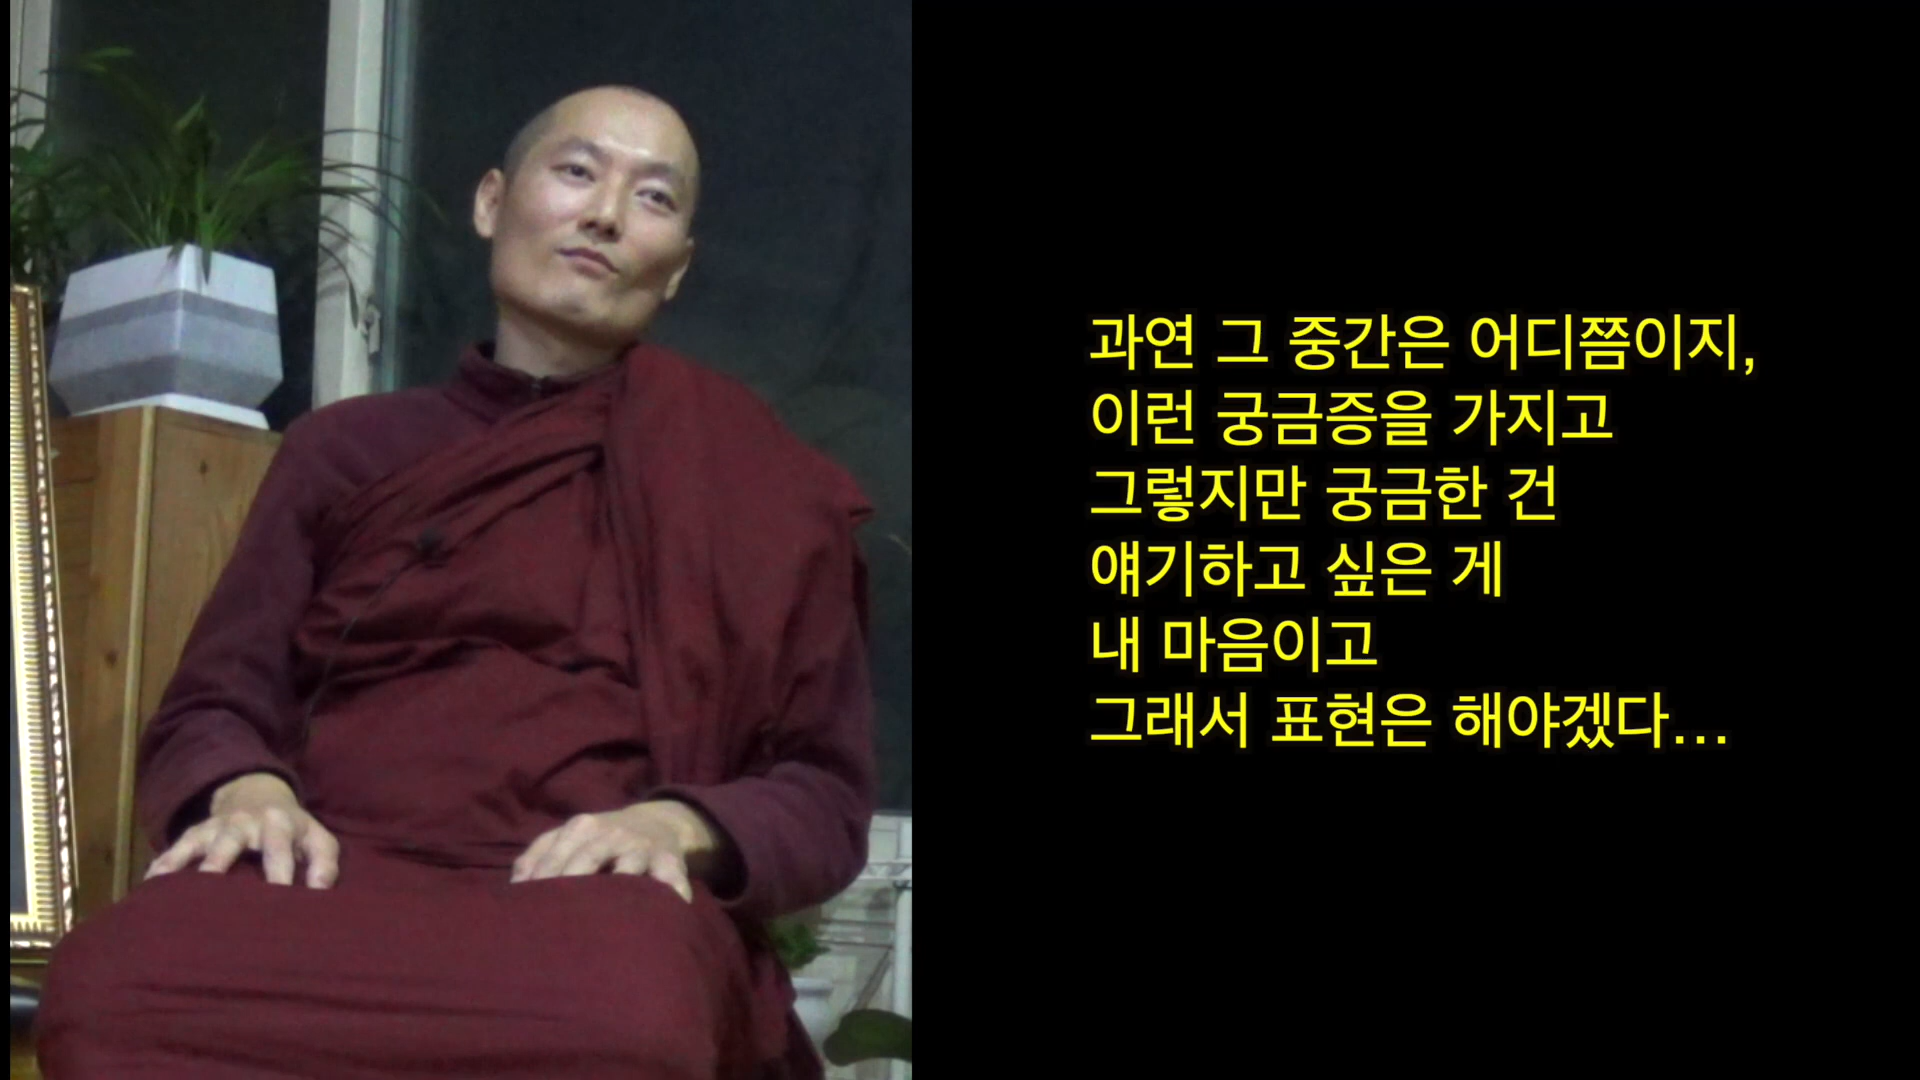 과연 그 중간은 어디쯤이지,
이런 궁금증을 가지고
그렇지만 궁금한 건
얘기하고 싶은 게
내 마음이고
그래서 표현은 해야겠다...